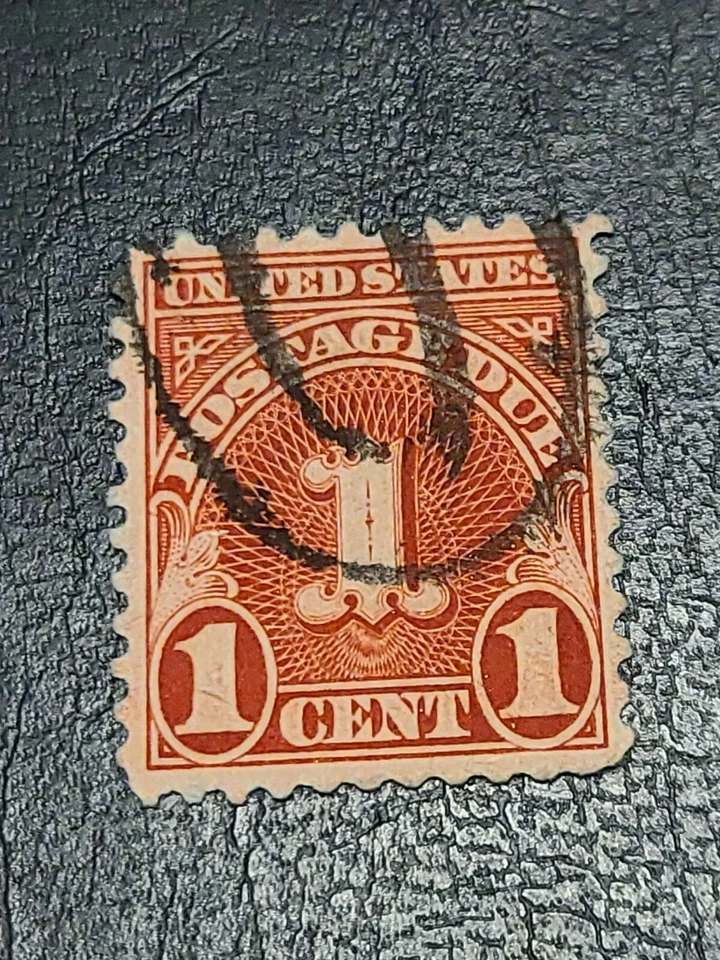 UNITED STATES
POSTAGE DUE
1
1 CENT 1